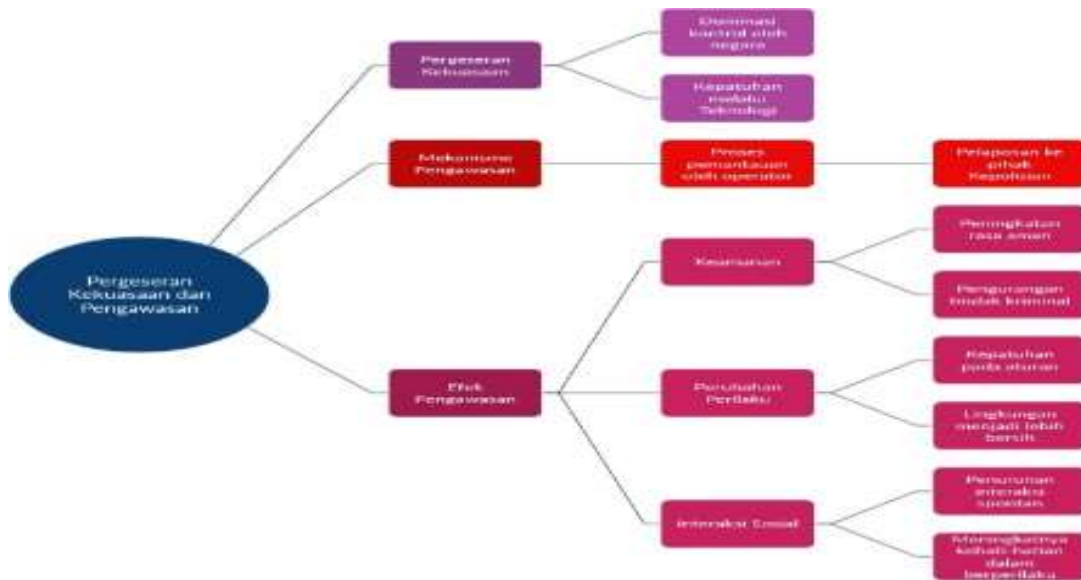 Dominasi
kontrol oleh
negara
Pergeseran
Kekuasaan
Kepatuhan
melalui
Teknologi
Mekanisme
Pengawasan
Proses
pemantauan
oleh operator
Pelaporan ke
pihak
Kepolisian
Peningkatan
rasa aman
Keamanan
Pengurangan
tindak kriminal
Pergeseran
Kekuasaan dan
Pengawasan
Efek
Pengawasan
Perubahan
Perilaku
Kepatuhan
pada aturan
Lingkungan
menjadi lebih
bersih
Interaksi Sosial
Penurunan
interaksi
spontan
Meningkatnya
kehati-hatian
dalam
berperilaku